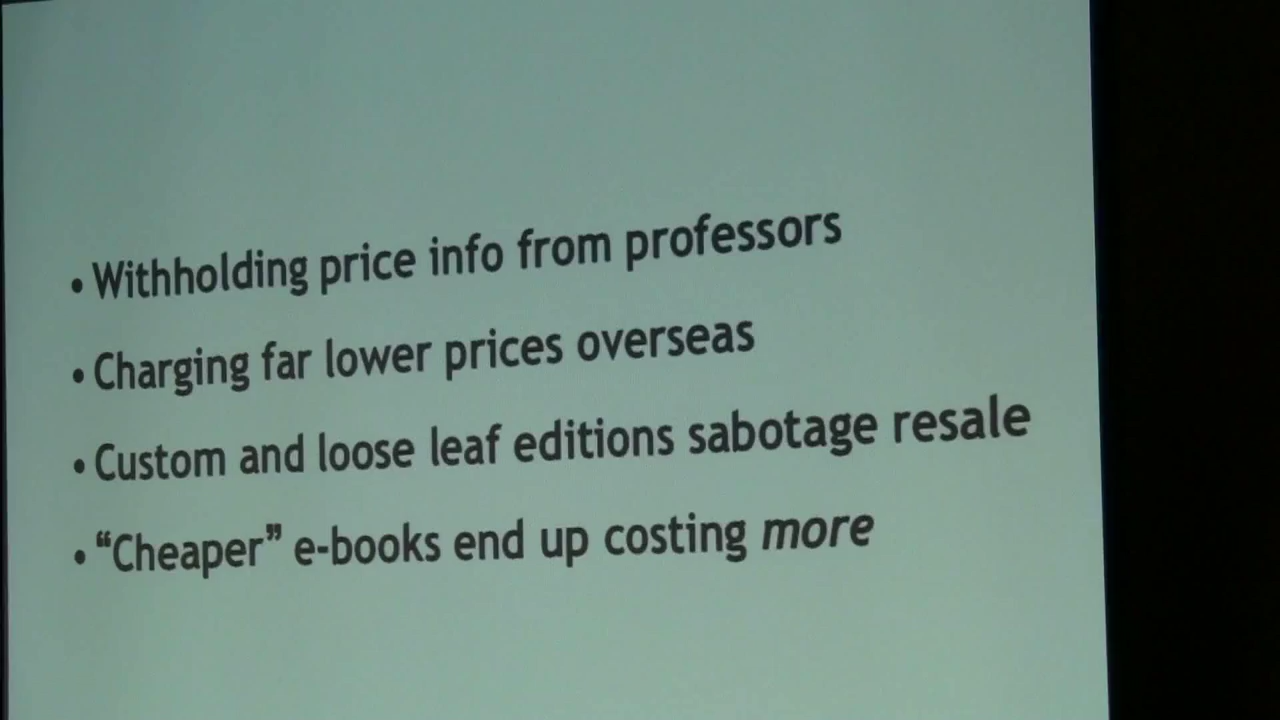 • Withholding price info from professors
• Charging far lower prices overseas
• Custom and loose leaf editions sabotage resale
• “Cheaper” e-books end up costing more